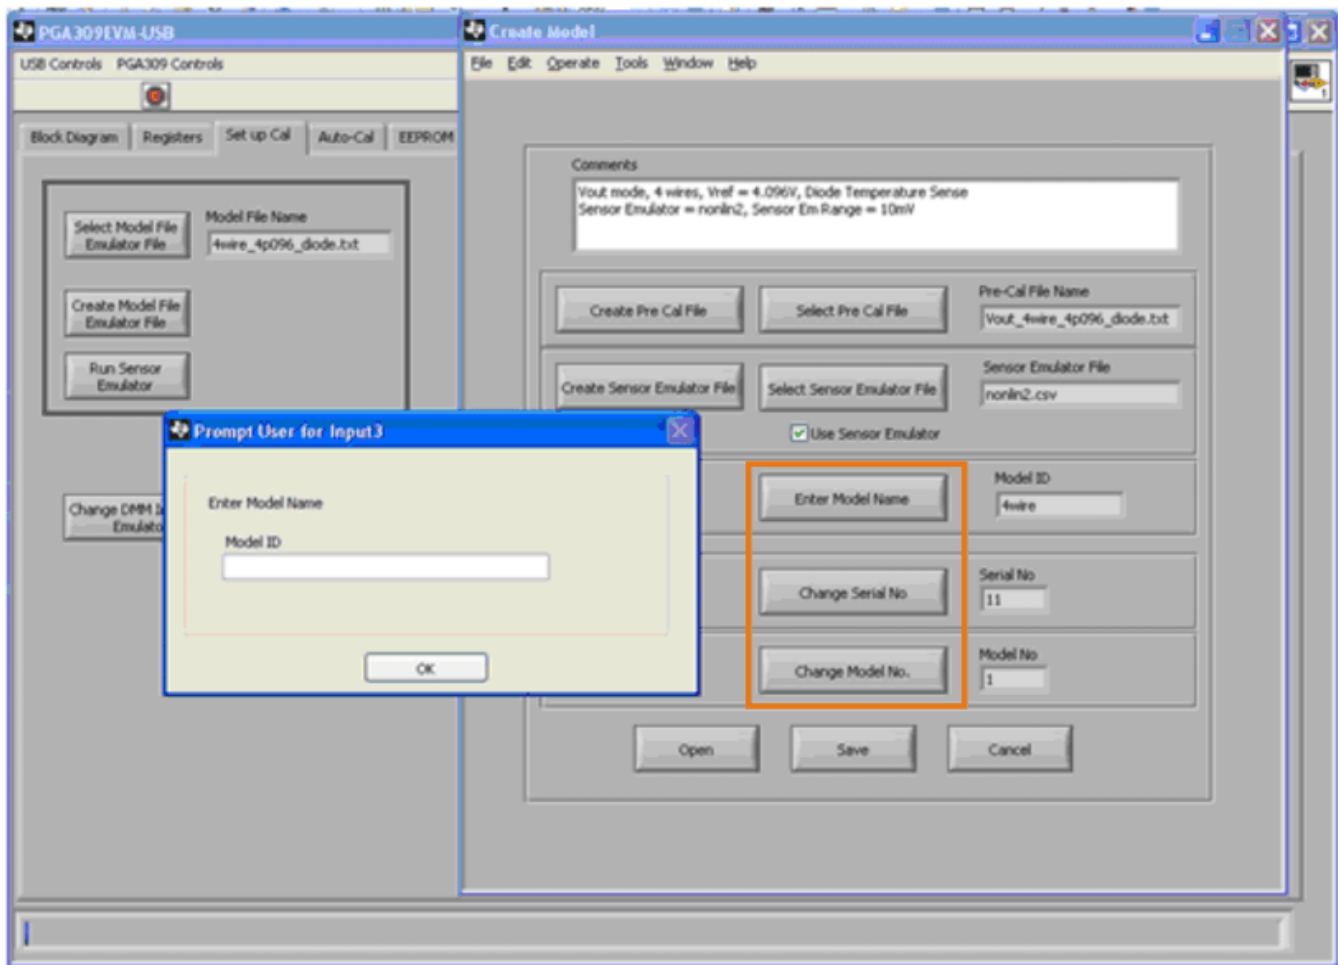 PGA309EVM-USB
USB Controls PGA309 Controls
Block Diagram Registers Set up Cal Auto-Cal EEPROM
Select Model File
Emulator File
Model File Name
4wire_4p096_diode.txt
Create Model File
Emulator File
Run Sensor
Emulator
Change DMM
Create Model
File Edit Operate Tools Window Help
Comments
Vout mode, 4 wires, Vref = 4.096V, Diode Temperature Sense
Sensor Emulator = nonlin2, Sensor Em Range = 10mV
Create Pre Cal File
Select Pre Cal File
Pre-Cal File Name
Vout_4wire_4p096_diode.txt
Create Sensor Emulator File
Select Sensor Emulator File
Sensor Emulator File
nonlin2.csv
Use Sensor Emulator
Enter Model Name
Model ID
4wire
Change Serial No
Serial No
11
Change Model No.
Model No
1
Open
Save
Cancel
Prompt User for Input3
Enter Model Name
Model ID
OK